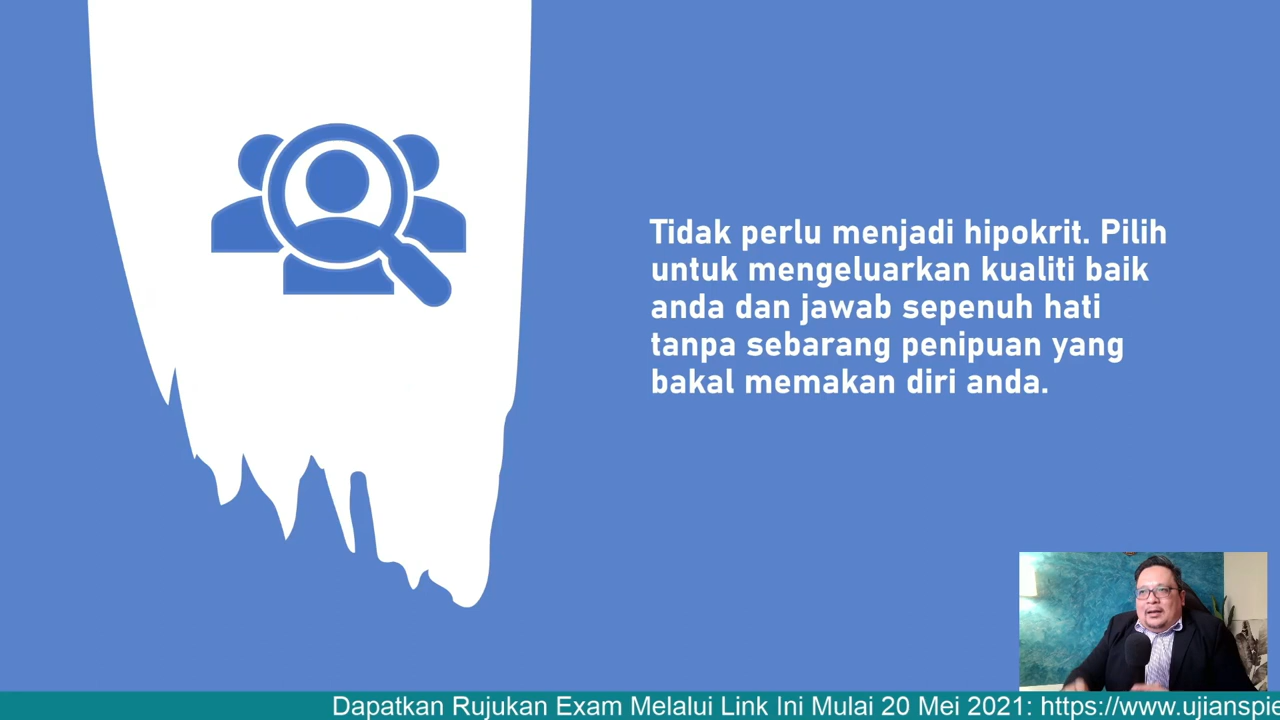 Tidak perlu menjadi hipokrit. Pilih
untuk mengeluarkan kualiti baik
anda dan jawab sepenuh hati
tanpa sebarang penipuan yang
bakal memakan diri anda.
Dapatkan Rujukan Exam Melalui Link Ini Mulai 20 Mei 2021: https://www.ujianspie